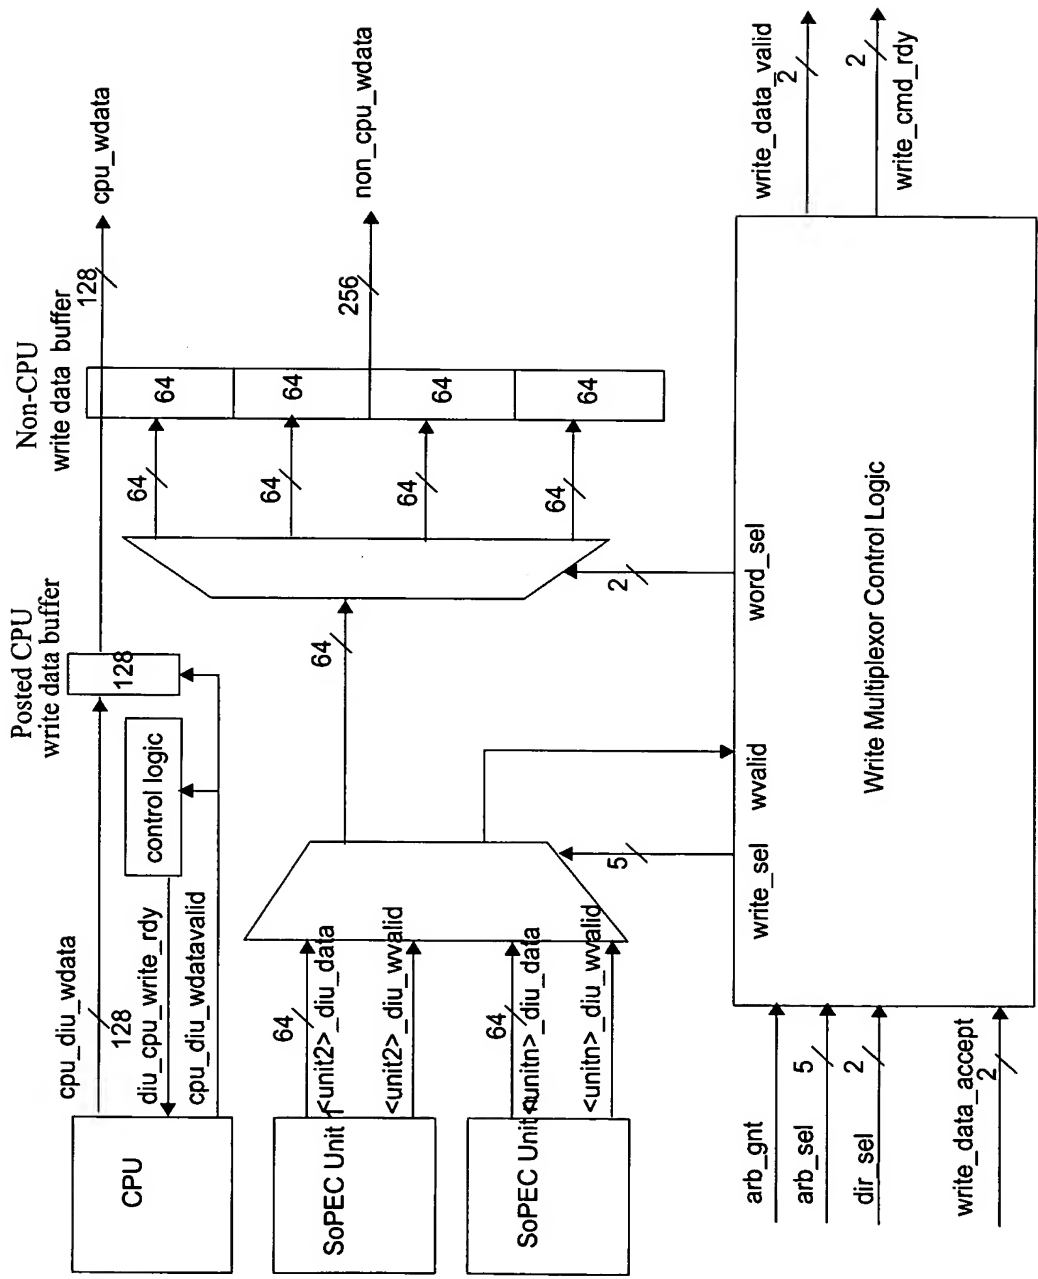 CPU
cpu_diu_wdata
128
diu_cpu_write_rdy
cpu_diu_wdatavalid
control logic
Posted CPU
write data buffer
128
Non-CPU
write data buffer
128
cpu_wdata
SoPEC Unit 1
64
<unit2>_diu_data
<unit2>_diu_wvalid
SoPEC Unit
64
<unitn>_diu_data
<unitn>_diu_wvalid
64
64
64
64
64
64
64
64
64
256
non_cpu_wdata
5
2
write_sel
wvalid
word_sel
Write Multiplexor Control Logic
arb_gnt
arb_sel
5
dir_sel
2
write_data_accept
2
write_data_valid
2
2
write_cmd_rdy